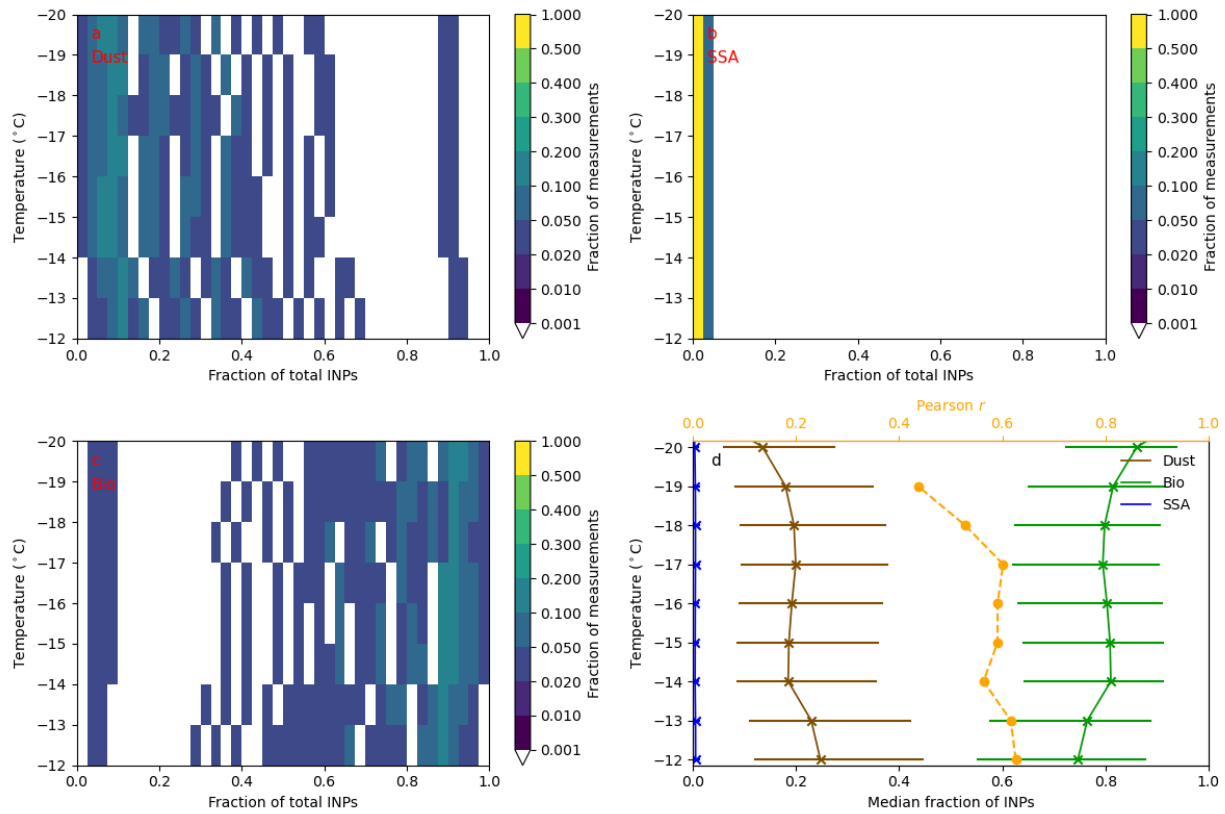 a
Dust
−20
−19
−18
−17
−16
−15
−14
−13
−12
Temperature (°C)
0.0 0.2 0.4 0.6 0.8 1.0
Fraction of total INPs
1.000
0.500
0.400
0.300
0.200
0.100
0.050
0.020
0.010
0.001
Fraction of measurements
b
SSA
−20
−19
−18
−17
−16
−15
−14
−13
−12
Temperature (°C)
0.0 0.2 0.4 0.6 0.8 1.0
Fraction of total INPs
1.000
0.500
0.400
0.300
0.200
0.100
0.050
0.020
0.010
0.001
Fraction of measurements
c
Bio
−20
−19
−18
−17
−16
−15
−14
−13
−12
Temperature (°C)
0.0 0.2 0.4 0.6 0.8 1.0
Fraction of total INPs
1.000
0.500
0.400
0.300
0.200
0.100
0.050
0.020
0.010
0.001
Fraction of measurements
Pearson r
0.0 0.2 0.4 0.6 0.8 1.0
d
Dust
Bio
SSA
−20
−19
−18
−17
−16
−15
−14
−13
−12
Temperature (°C)
0.0 0.2 0.4 0.6 0.8 1.0
Median fraction of INPs